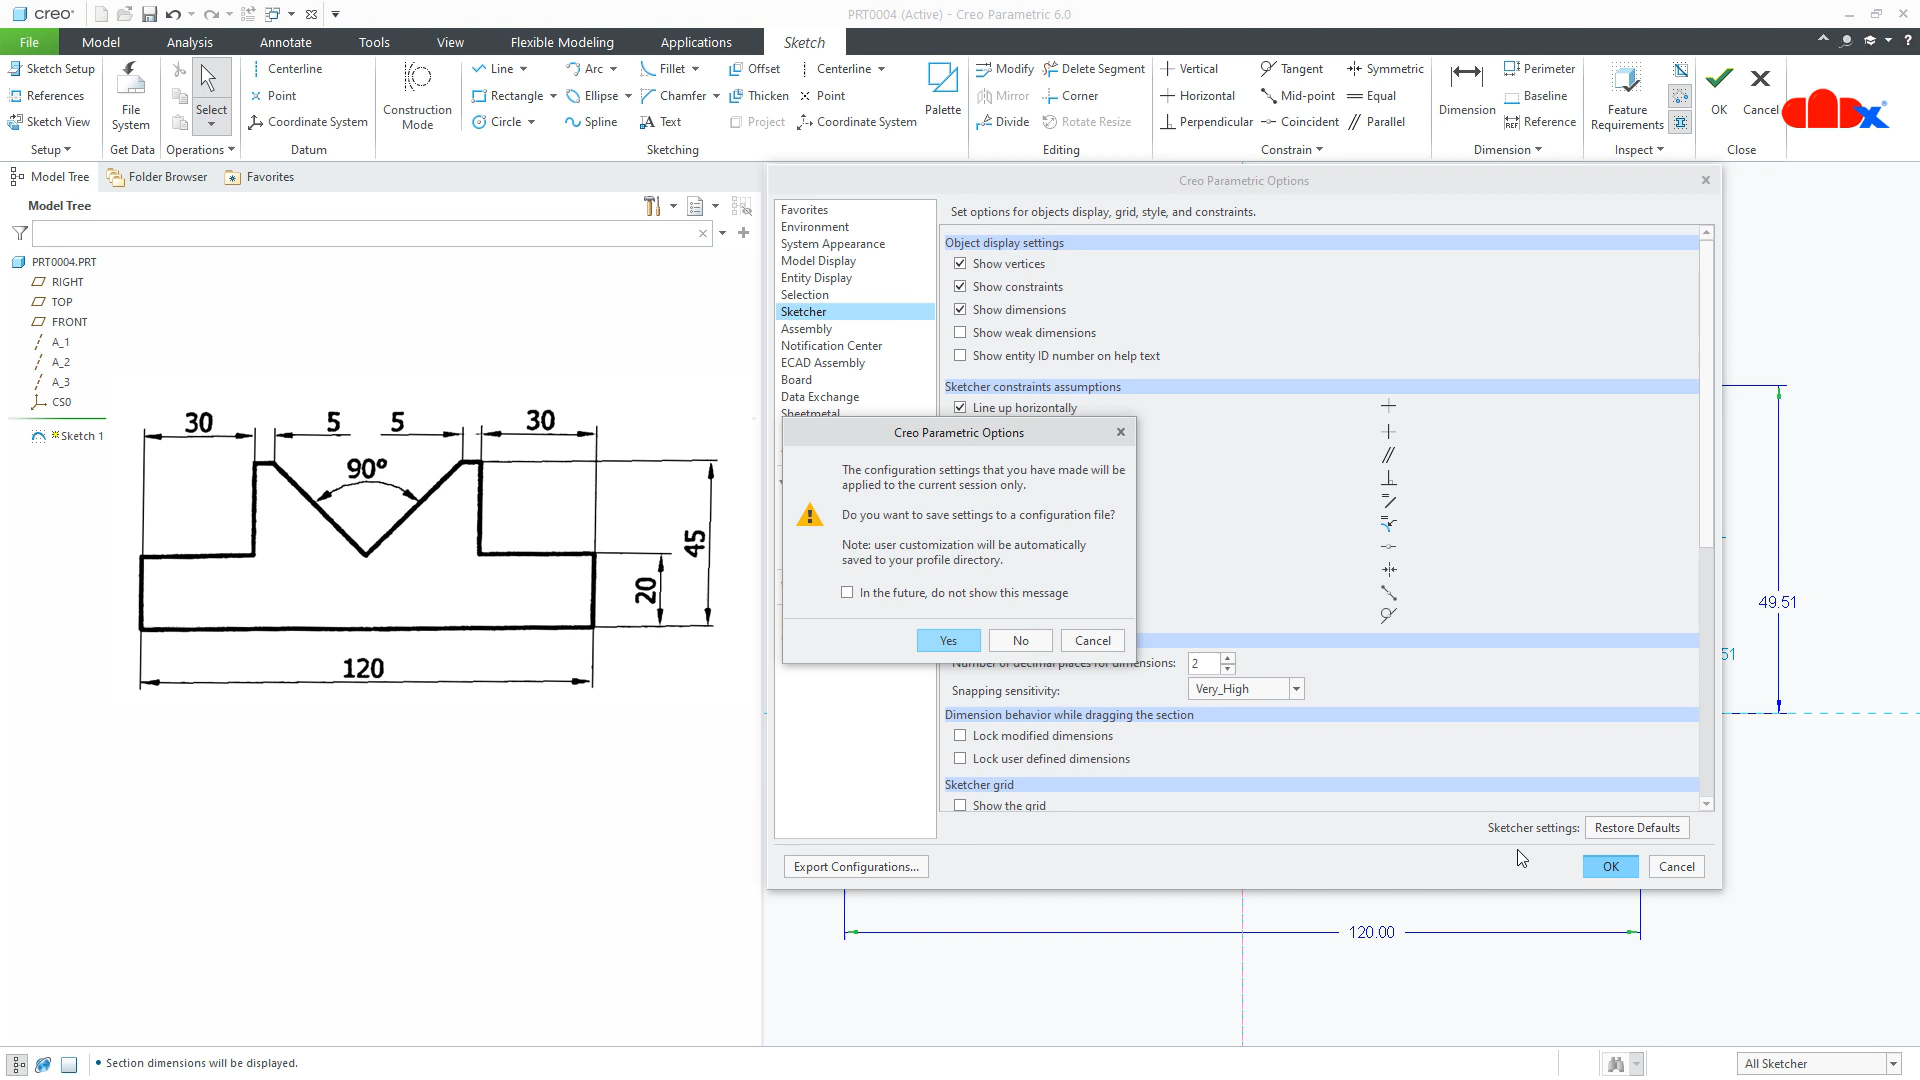 creo
PRT0004 (Active) - Creo Parametric 6.0
File Model Analysis Annotate Tools View Flexible Modeling Applications Sketch
Sketch Setup
References
Sketch View
Setup
File System
Get Data
Select
Operations
Centerline
Point
Coordinate System
Datum
Construction Mode
Line Arc Fillet Offset Centerline
Rectangle Ellipse Chamfer Thicken Point
Circle Spline Text Project Coordinate System
Palette
Sketching
Modify Delete Segment
Mirror Corner
Divide Rotate Resize
Editing
Vertical Tangent Symmetric
Horizontal Mid-point Equal
Perpendicular Coincident Parallel
Constrain
Dimension
Perimeter
Baseline
Reference
Dimension
Feature Requirements
Inspect
OK Cancel
Close
Model Tree Folder Browser Favorites
Model Tree
PRT0004.PRT
RIGHT
TOP
FRONT
A_1
A_2
A_3
CS0
Sketch 1
30 5 5 30
90°
45
20
120
Creo Parametric Options
Favorites
Environment
System Appearance
Model Display
Entity Display
Selection
Sketcher
Assembly
Notification Center
ECAD Assembly
Board
Data Exchange
Sheetmetal
Set options for objects display, grid, style, and constraints.
Object display settings
Show vertices
Show constraints
Show dimensions
Show weak dimensions
Show entity ID number on help text
Sketcher constraints assumptions
Line up horizontally
Creo Parametric Options
The configuration settings that you have made will be
applied to the current session only.
Do you want to save settings to a configuration file?
Note: user customization will be automatically
saved to your profile directory.
In the future, do not show this message
Yes No Cancel
Number of decimal places for dimensions: 2
Snapping sensitivity: Very_High
Dimension behavior while dragging the section
Lock modified dimensions
Lock user defined dimensions
Sketcher grid
Show the grid
Sketcher settings: Restore Defaults
Export Configurations... OK Cancel
49.51
51
120.00
Section dimensions will be displayed.
All Sketcher